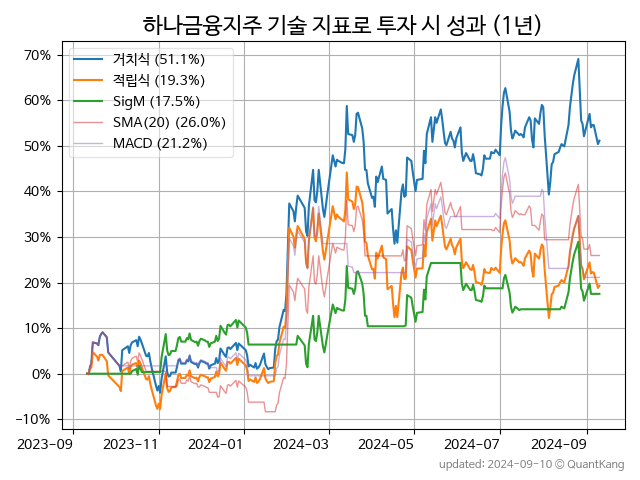 하나금융지주 기술 지표로 투자 시 성과 (1년)
70%
60%
50%
40%
30%
20%
10%
0%
−10%
거치식 (51.1%)
적립식 (19.3%)
SigM (17.5%)
SMA(20) (26.0%)
MACD (21.2%)
2023-09
2023-11
2024-01
2024-03
2024-05
2024-07
2024-09
updated: 2024-09-10 © QuantKang